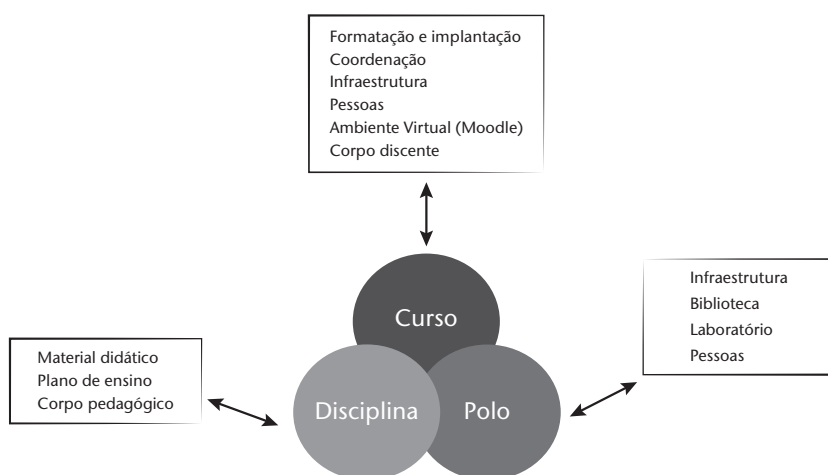 Formatação e implantação
Coordenação
Infraestrutura
Pessoas
Ambiente Virtual (Moodle)
Corpo discente
Curso
Infraestrutura
Biblioteca
Laboratório
Pessoas
Material didático
Plano de ensino
Corpo pedagógico
Disciplina
Polo